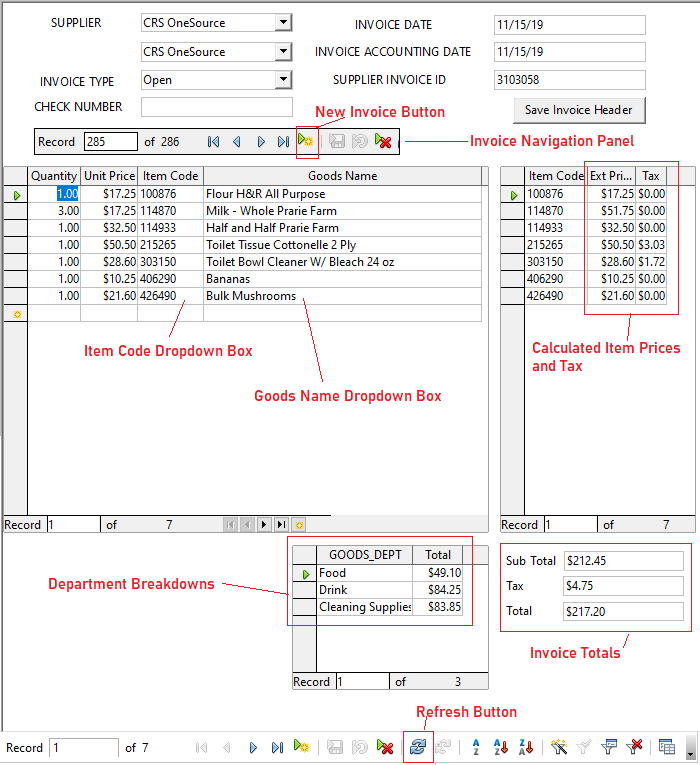 SUPPLIER CRS OneSource INVOICE DATE 11/15/19
CRS OneSource INVOICE ACCOUNTING DATE 11/15/19
INVOICE TYPE Open SUPPLIER INVOICE ID 3103058
CHECK NUMBER Save Invoice Header
New Invoice Button
Record 285 of 286 Invoice Navigation Panel
Quantity Unit Price Item Code Goods Name Item Code Ext Pri... Tax
1.00 $17.25 100876 Flour H&R All Purpose 100876 $17.25 $0.00
3.00 $17.25 114870 Milk - Whole Prarie Farm 114870 $51.75 $0.00
1.00 $32.50 114933 Half and Half Prarie Farm 114933 $32.50 $0.00
1.00 $50.50 215265 Toilet Tissue Cottonelle 2 Ply 215265 $50.50 $3.03
1.00 $28.60 303150 Toilet Bowl Cleaner W/ Bleach 24 oz 303150 $28.60 $1.72
1.00 $10.25 406290 Bananas 406290 $10.25 $0.00
1.00 $21.60 426490 Bulk Mushrooms 426490 $21.60 $0.00
Item Code Dropdown Box
Calculated Item Prices
and Tax
Goods Name Dropdown Box
Record 1 of 7 Record 1 of 7
GOODS_DEPT Total
Food $49.10
Drink $84.25
Cleaning Supplies $83.85
Department Breakdowns
Record 1 of 3
Sub Total $212.45
Tax $4.75
Total $217.20
Invoice Totals
Refresh Button
Record 1 of 7